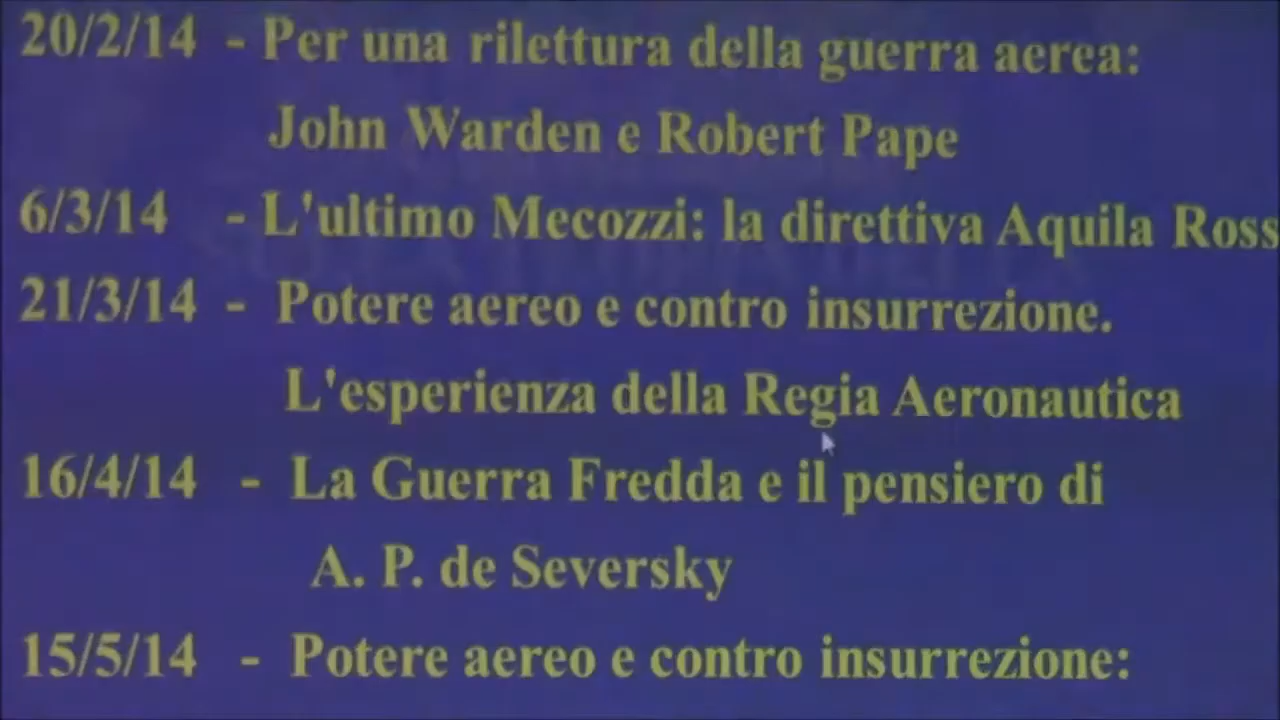 20/2/14 - Per una rilettura della guerra aerea:
John Warden e Robert Pape
6/3/14 - L'ultimo Mecozzi: la direttiva Aquila Ross
21/3/14 - Potere aereo e contro insurrezione.
L'esperienza della Regia Aeronautica
16/4/14 - La Guerra Fredda e il pensiero di
A. P. de Seversky
15/5/14 - Potere aereo e contro insurrezione: